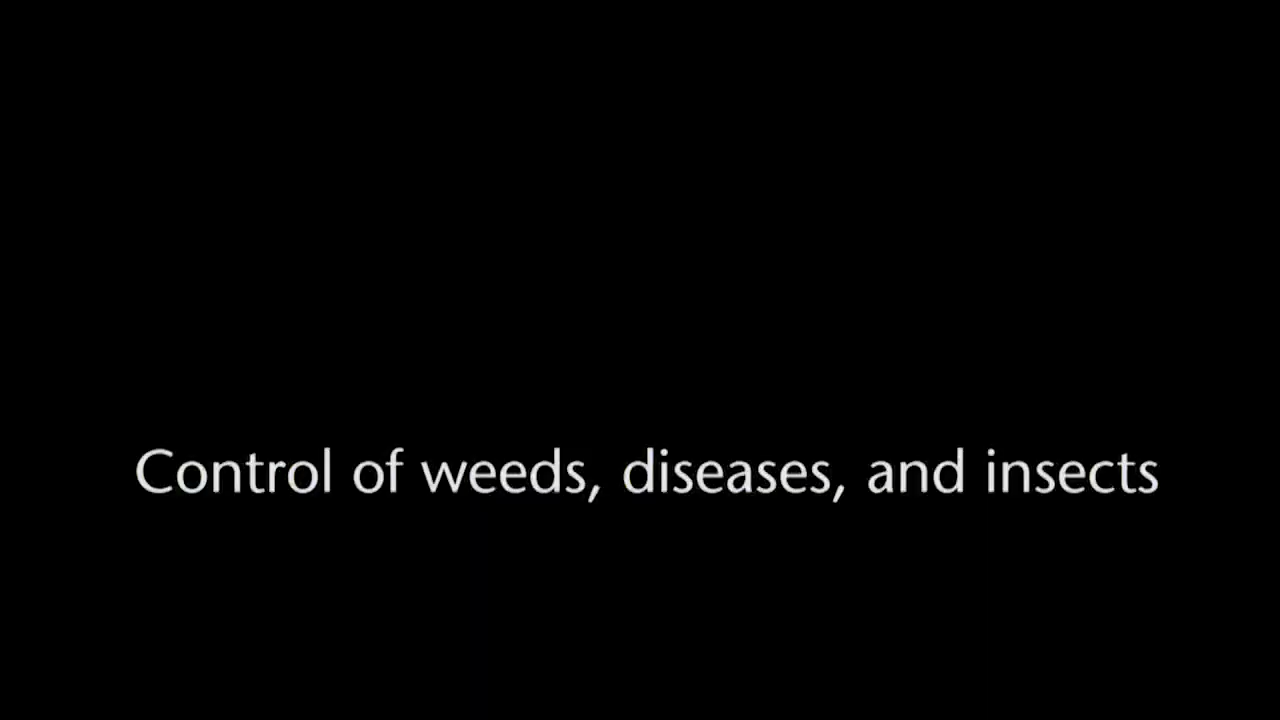 Control of weeds, diseases, and insects